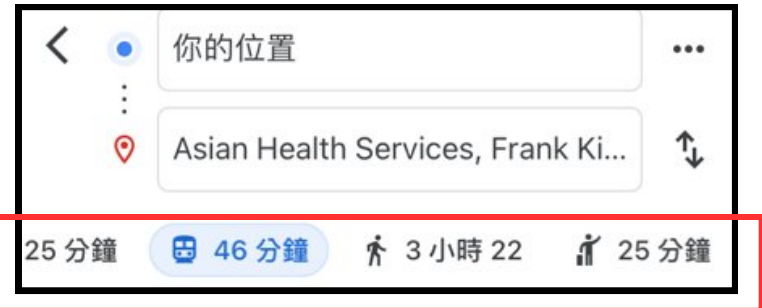 你的位置
Asian Health Services, Frank Ki...
25 分鐘 46 分鐘 3 小時 22 25 分鐘